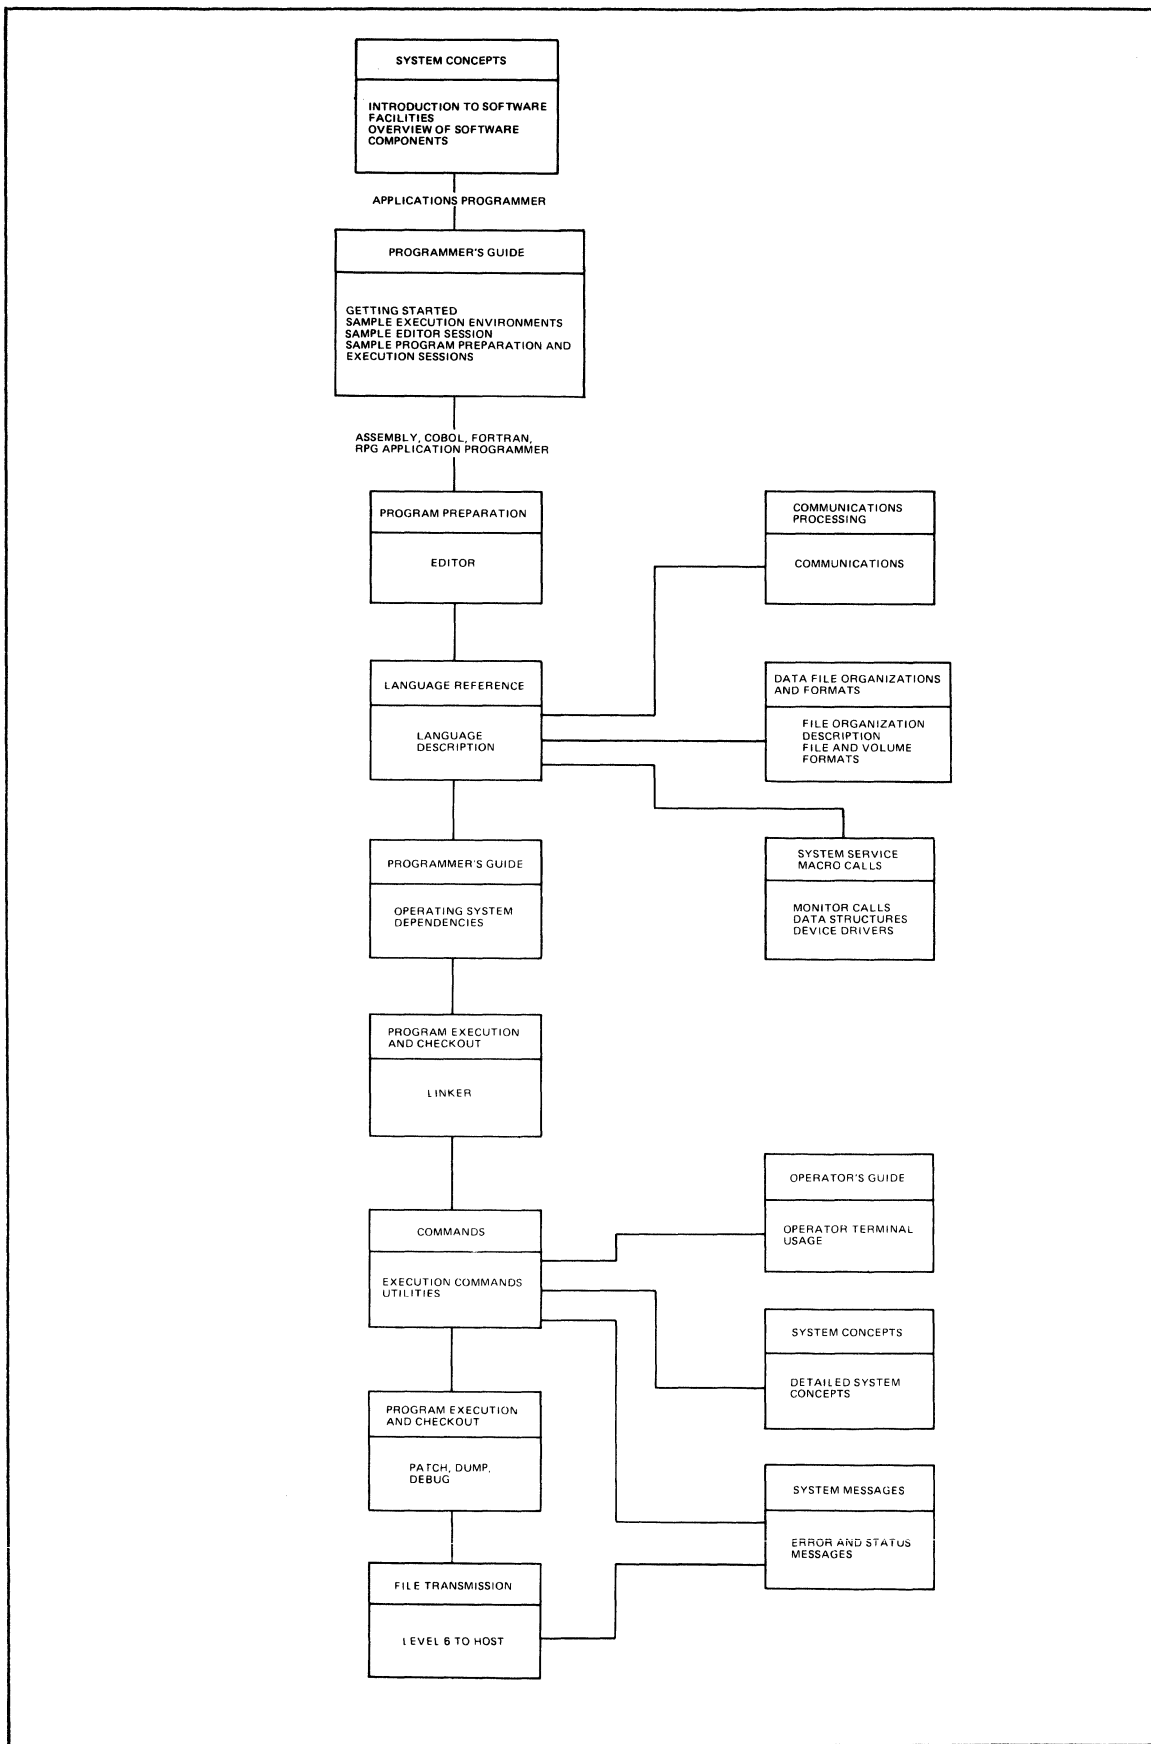 SYSTEM CONCEPTS
INTRODUCTION TO SOFTWARE
FACILITIES
OVERVIEW OF SOFTWARE
COMPONENTS
APPLICATIONS PROGRAMMER
PROGRAMMER'S GUIDE
GETTING STARTED
SAMPLE EXECUTION ENVIRONMENTS
SAMPLE EDITOR SESSION
SAMPLE PROGRAM PREPARATION AND
EXECUTION SESSIONS
ASSEMBLY, COBOL, FORTRAN,
RPG APPLICATION PROGRAMMER
PROGRAM PREPARATION
EDITOR
COMMUNICATIONS
PROCESSING
COMMUNICATIONS
LANGUAGE REFERENCE
LANGUAGE
DESCRIPTION
DATA FILE ORGANIZATIONS
AND FORMATS
FILE ORGANIZATION
DESCRIPTION
FILE AND VOLUME
FORMATS
PROGRAMMER'S GUIDE
OPERATING SYSTEM
DEPENDENCIES
SYSTEM SERVICE
MACRO CALLS
MONITOR CALLS
DATA STRUCTURES
DEVICE DRIVERS
PROGRAM EXECUTION
AND CHECKOUT
LINKER
OPERATOR'S GUIDE
OPERATOR TERMINAL
USAGE
COMMANDS
EXECUTION COMMANDS
UTILITIES
SYSTEM CONCEPTS
DETAILED SYSTEM
CONCEPTS
PROGRAM EXECUTION
AND CHECKOUT
PATCH, DUMP,
DEBUG
SYSTEM MESSAGES
ERROR AND STATUS
MESSAGES
FILE TRANSMISSION
LEVEL 6 TO HOST